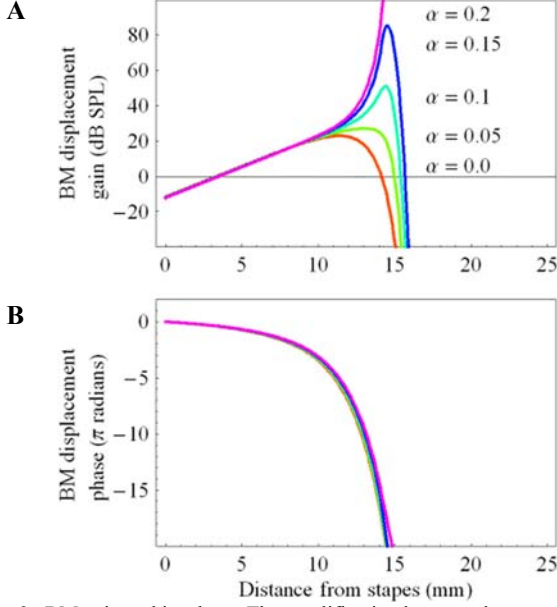 A
BM displacement
gain (dB SPL)
80
60
40
20
0
−20
0 5 10 15 20 25
α = 0.2
α = 0.15
α = 0.1
α = 0.05
α = 0.0
B
BM displacement
phase (π radians)
0
−5
−10
−15
0 5 10 15 20 25
Distance from stapes (mm)